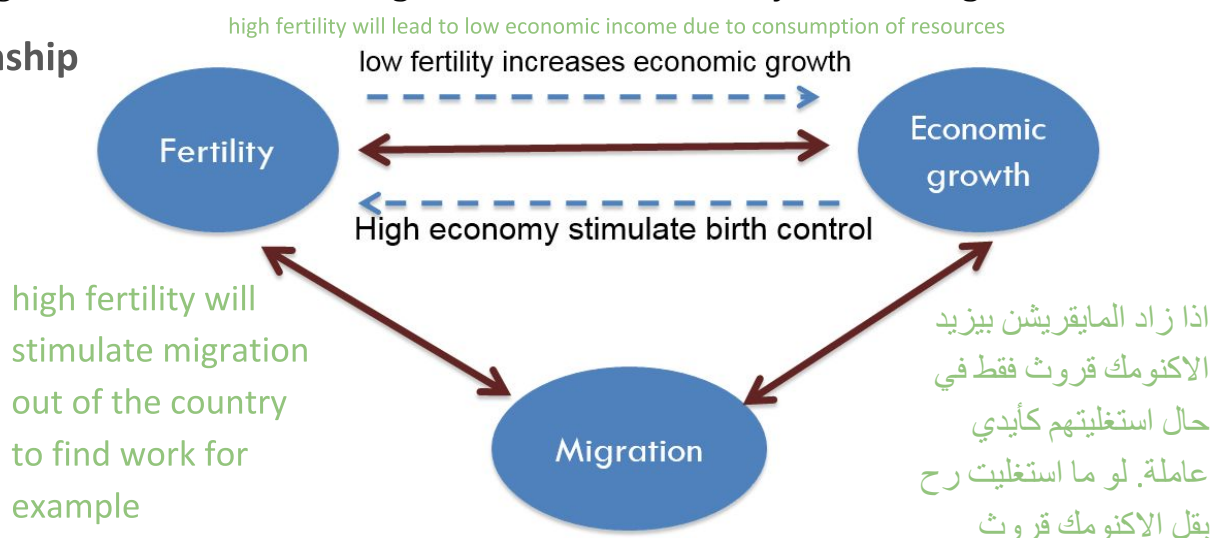 high fertility will lead to low economic income due to consumption of resources
nship
low fertility increases economic growth
Fertility
Economic
growth
High economy stimulate birth control
high fertility will
stimulate migration
out of the country
to find work for
example
اذا زاد المايقريشن بيزيد
الاكنومك قروث فقط في
حال استغليتهم كأيدي
عاملة. لو ما استغليت رح
يقل الاكنومك قروث
Migration